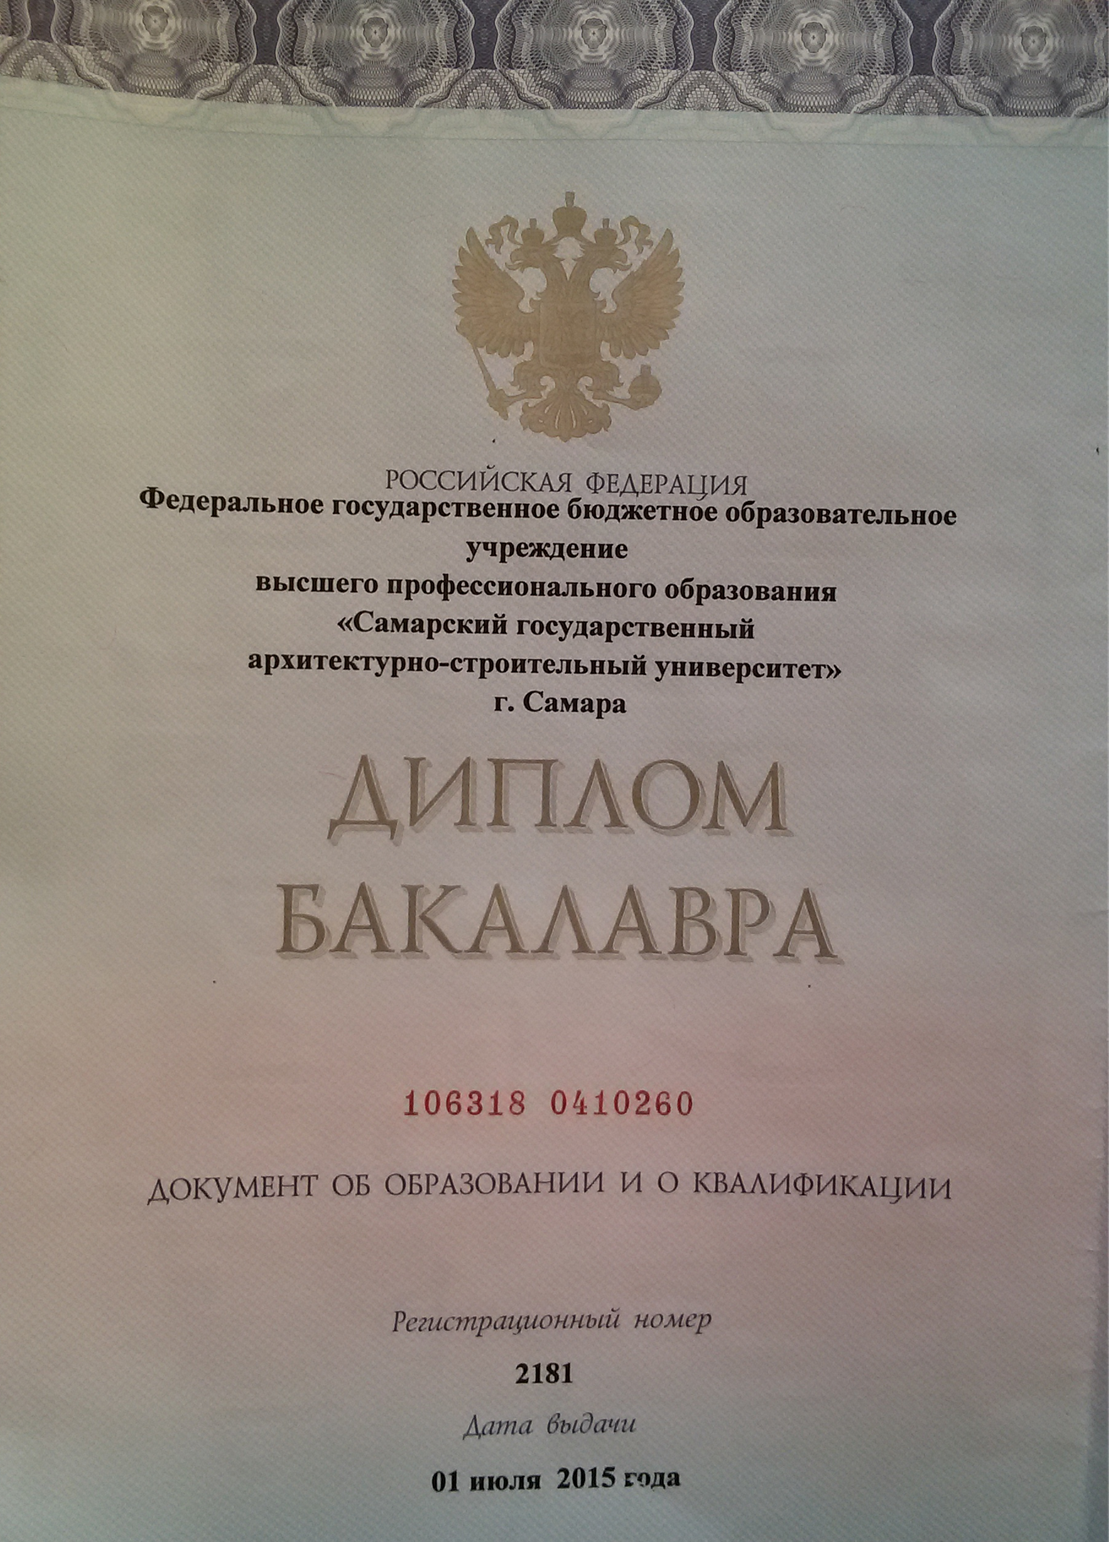 РОССИЙСКАЯ ФЕДЕРАЦИЯ
Федеральное государственное бюджетное образовательное
учреждение
высшего профессионального образования
«Самарский государственный
архитектурно-строительный университет»
г. Самара
ДИПЛОМ
БАКАЛАВРА
106318 0410260
ДОКУМЕНТ ОБ ОБРАЗОВАНИИ И О КВАЛИФИКАЦИИ
Регистрационный номер
2181
Дата выдачи
01 июля 2015 года